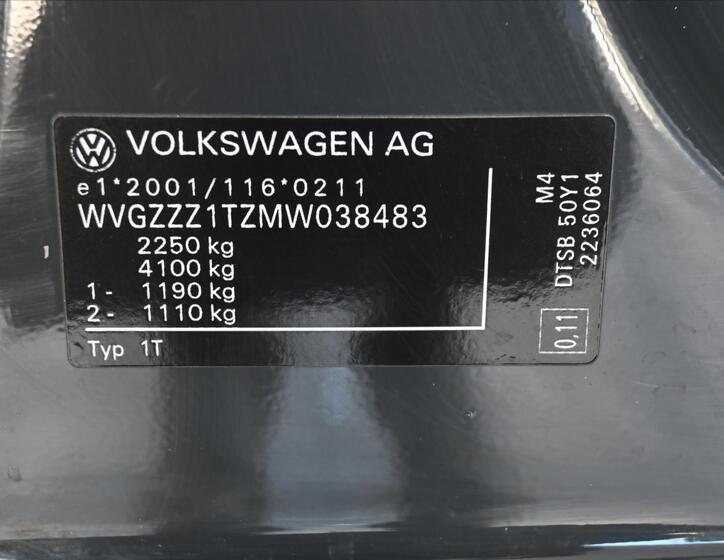 VOLKSWAGEN AG
e1*2001/116*0211
WVGZZZ1TZMW038483
2250 kg
4100 kg
1- 1190 kg
2- 1110 kg
Typ 1T
M4
DTSB 50Y1
2236064
0,11